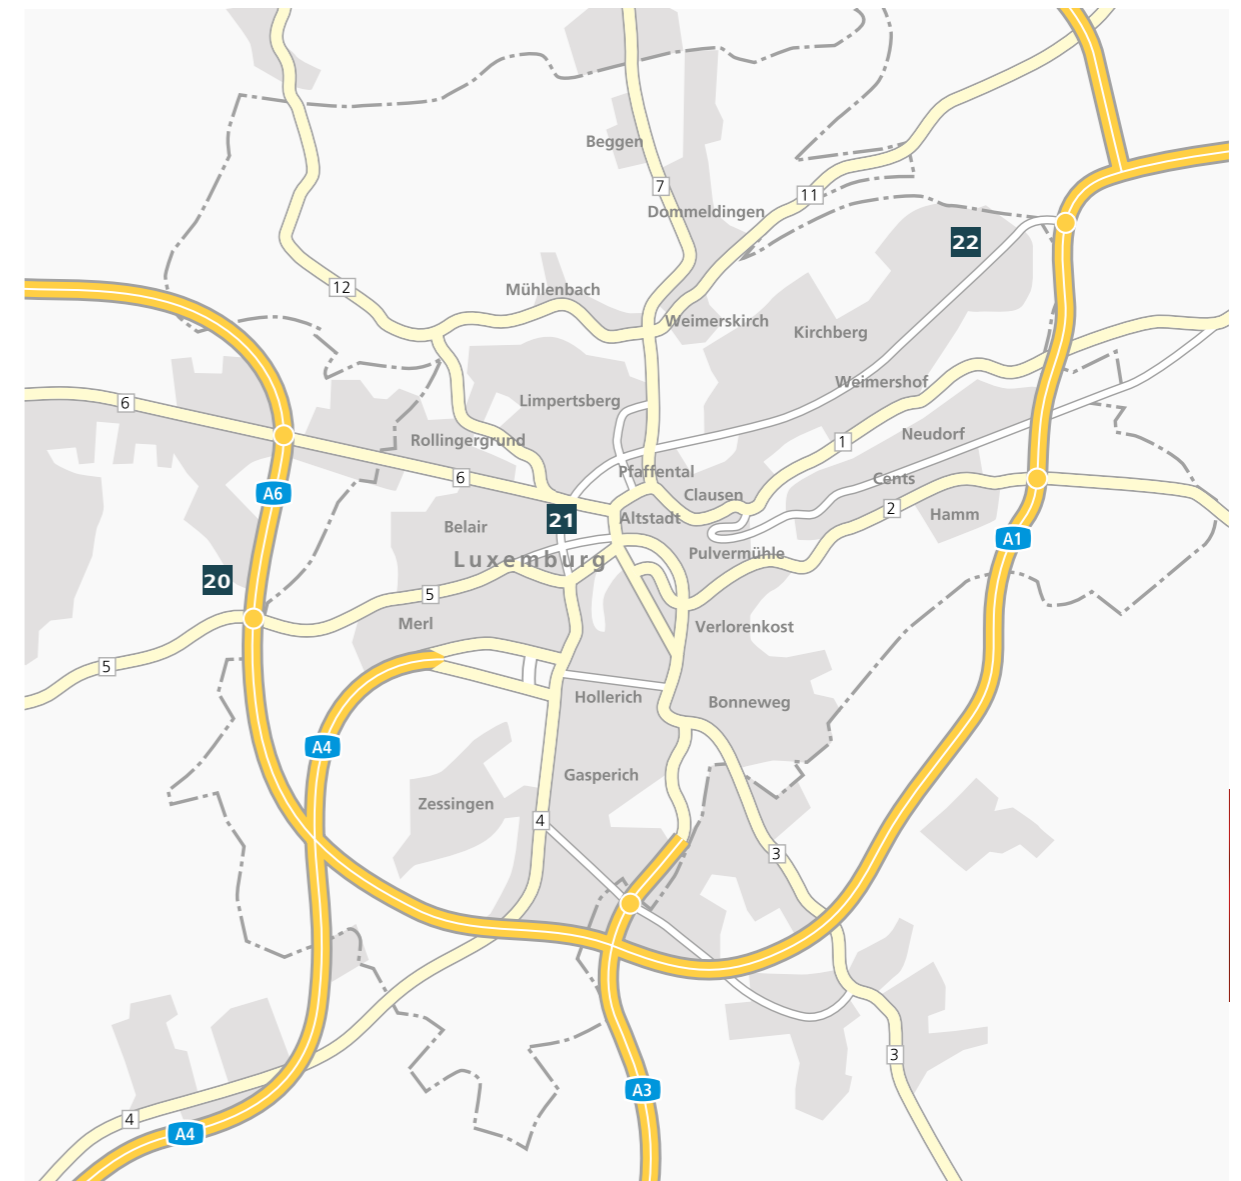 Beggen
7
11
Dommeldingen
22
12
Mühlenbach
Weimerskirch
Kirchberg
Weimershof
6
Limpertsberg
Rollingergrund
1
Neudorf
6
Pfaffental
Cents
A6
Clausen
2
21
Altstadt
Hamm
Belair
A1
Luxemburg
Pulvermühle
20
5
Merl
Verlorenkost
5
Hollerich
Bonneweg
A4
Gasperich
Zessingen
4
3
3
A3
4
A4